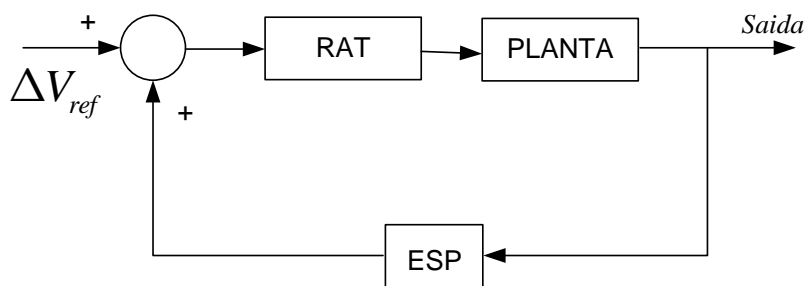 +
ΔV_ref
+
RAT
PLANTA
Saida
ESP